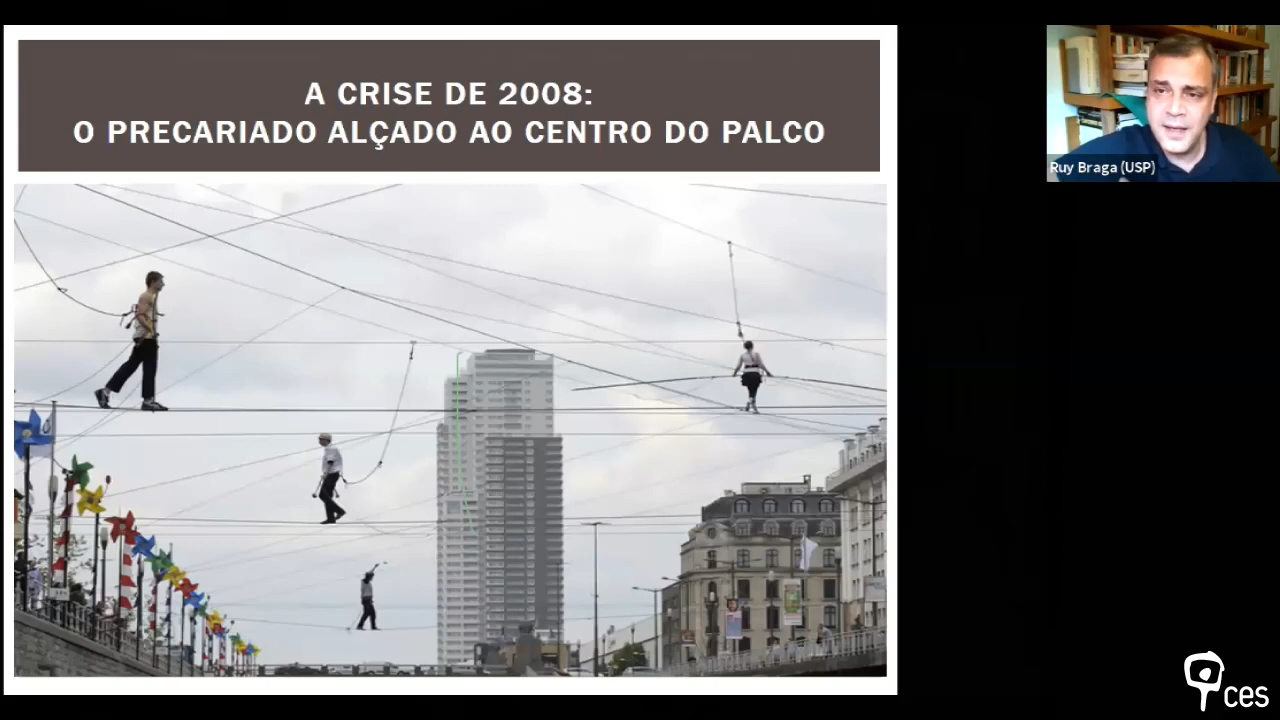 A CRISE DE 2008:
O PRECARIADO ALÇADO AO CENTRO DO PALCO
Ruy Braga (USP)
ces